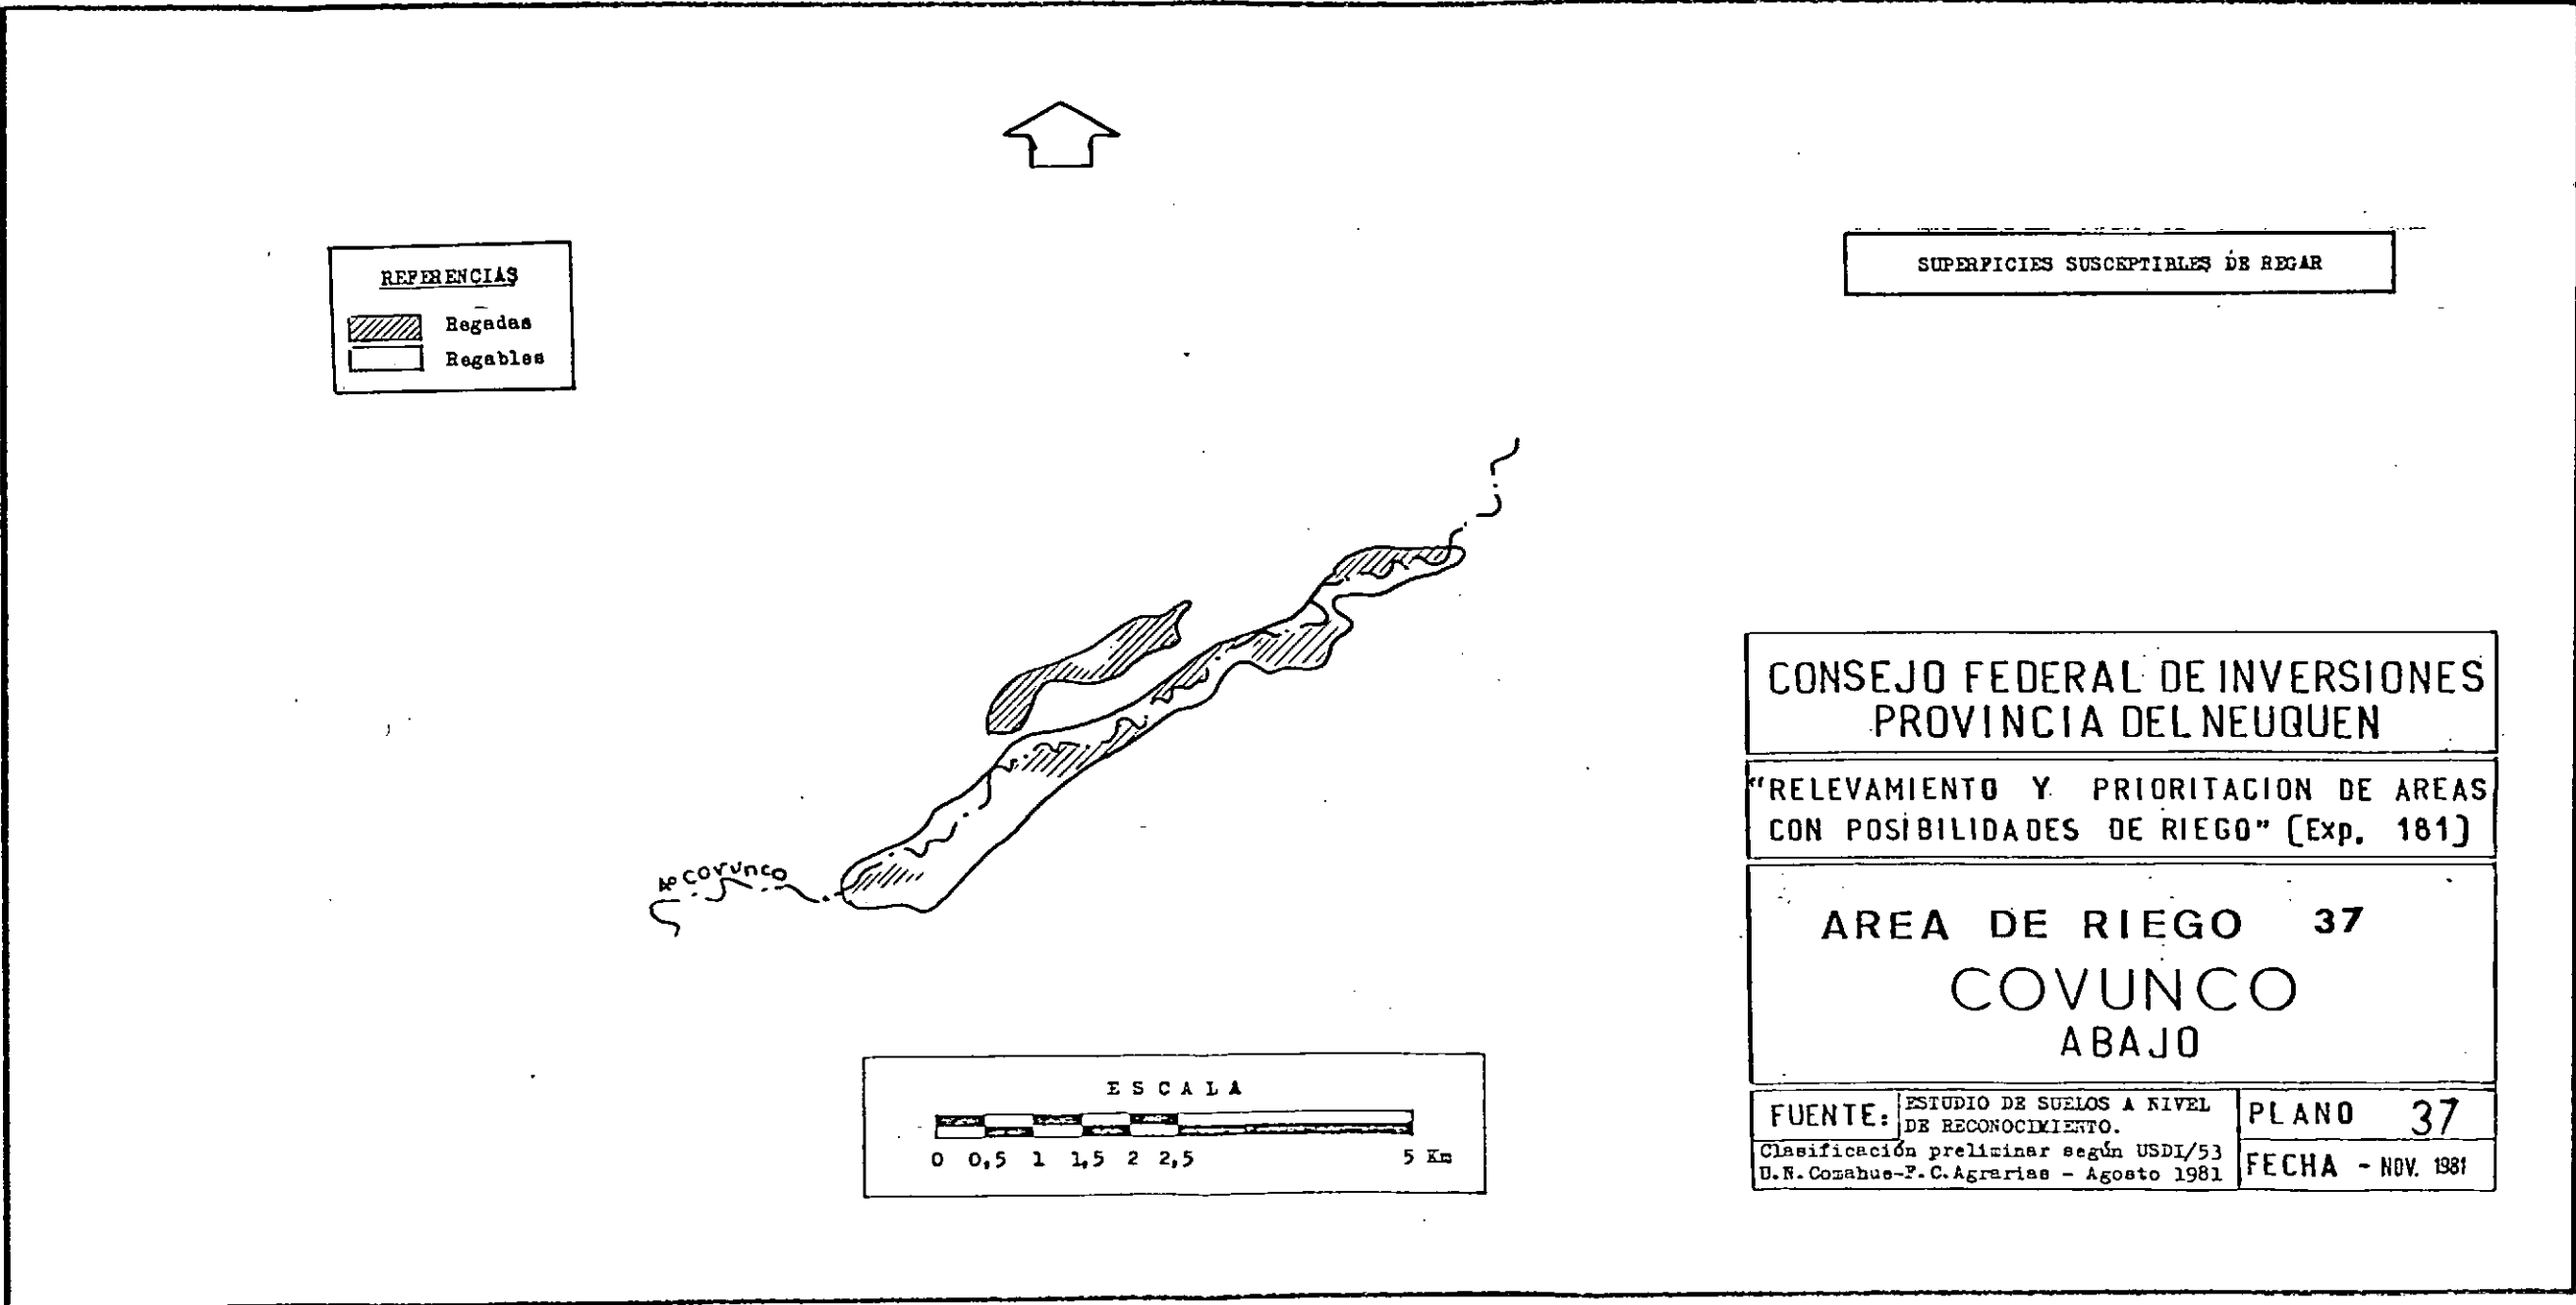 REFERENCIAS
Regadas
Regables
SUPERFICIES SUSCEPTIBLES DE REGAR
Aº COVUNCO
CONSEJO FEDERAL DE INVERSIONES
PROVINCIA DEL NEUQUEN
"RELEVAMIENTO Y PRIORITACION DE AREAS
CON POSIBILIDADES DE RIEGO" (Exp. 181)
AREA DE RIEGO 37
COVUNCO
ABAJO
ESCALA
0 0,5 1 1,5 2 2,5 5 Km
FUENTE: ESTUDIO DE SUELOS A NIVEL
DE RECONOCIMIENTO.
Clasificación preliminar según USDI/53
U.N.Comahue-F.C.Agrarias - Agosto 1981
PLANO 37
FECHA - NOV. 1981